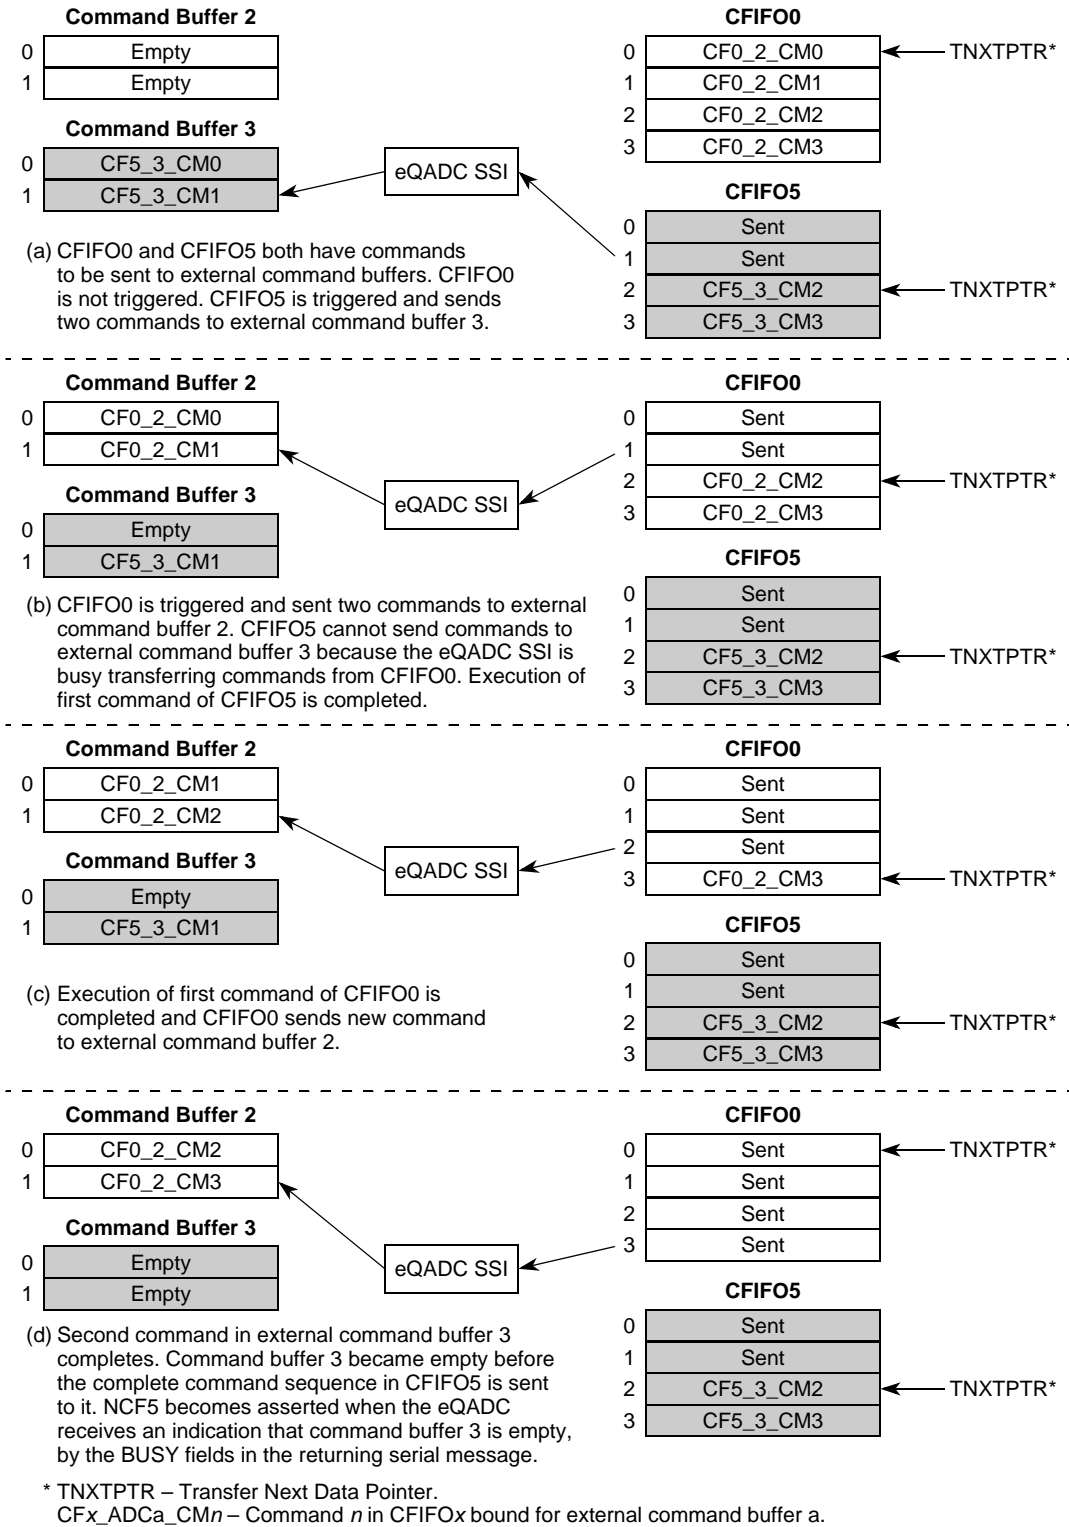 Command Buffer 2
0 Empty
1 Empty
Command Buffer 3
0 CF5_3_CM0
1 CF5_3_CM1
eQADC SSI
CFIFO0
0 CF0_2_CM0 TNXTPTR*
1 CF0_2_CM1
2 CF0_2_CM2
3 CF0_2_CM3
CFIFO5
0 Sent
1 Sent
2 CF5_3_CM2 TNXTPTR*
3 CF5_3_CM3
(a) CFIFO0 and CFIFO5 both have commands
to be sent to external command buffers. CFIFO0
is not triggered. CFIFO5 is triggered and sends
two commands to external command buffer 3.
Command Buffer 2
0 CF0_2_CM0
1 CF0_2_CM1
Command Buffer 3
0 Empty
1 CF5_3_CM1
eQADC SSI
CFIFO0
0 Sent
1 Sent
2 CF0_2_CM2 TNXTPTR*
3 CF0_2_CM3
CFIFO5
0 Sent
1 Sent
2 CF5_3_CM2 TNXTPTR*
3 CF5_3_CM3
(b) CFIFO0 is triggered and sent two commands to external
command buffer 2. CFIFO5 cannot send commands to
external command buffer 3 because the eQADC SSI is
busy transferring commands from CFIFO0. Execution of
first command of CFIFO5 is completed.
Command Buffer 2
0 CF0_2_CM1
1 CF0_2_CM2
Command Buffer 3
0 Empty
1 CF5_3_CM1
eQADC SSI
CFIFO0
0 Sent
1 Sent
2 Sent
3 CF0_2_CM3 TNXTPTR*
CFIFO5
0 Sent
1 Sent
2 CF5_3_CM2 TNXTPTR*
3 CF5_3_CM3
(c) Execution of first command of CFIFO0 is
completed and CFIFO0 sends new command
to external command buffer 2.
Command Buffer 2
0 CF0_2_CM2
1 CF0_2_CM3
Command Buffer 3
0 Empty
1 Empty
eQADC SSI
CFIFO0
0 Sent TNXTPTR*
1 Sent
2 Sent
3 Sent
CFIFO5
0 Sent
1 Sent
2 CF5_3_CM2 TNXTPTR*
3 CF5_3_CM3
(d) Second command in external command buffer 3
completes. Command buffer 3 became empty before
the complete command sequence in CFIFO5 is sent
to it. NCF5 becomes asserted when the eQADC
receives an indication that command buffer 3 is empty,
by the BUSY fields in the returning serial message.
* TNXTPTR – Transfer Next Data Pointer.
CFx_ADCa_CMn – Command n in CFIFOx bound for external command buffer a.